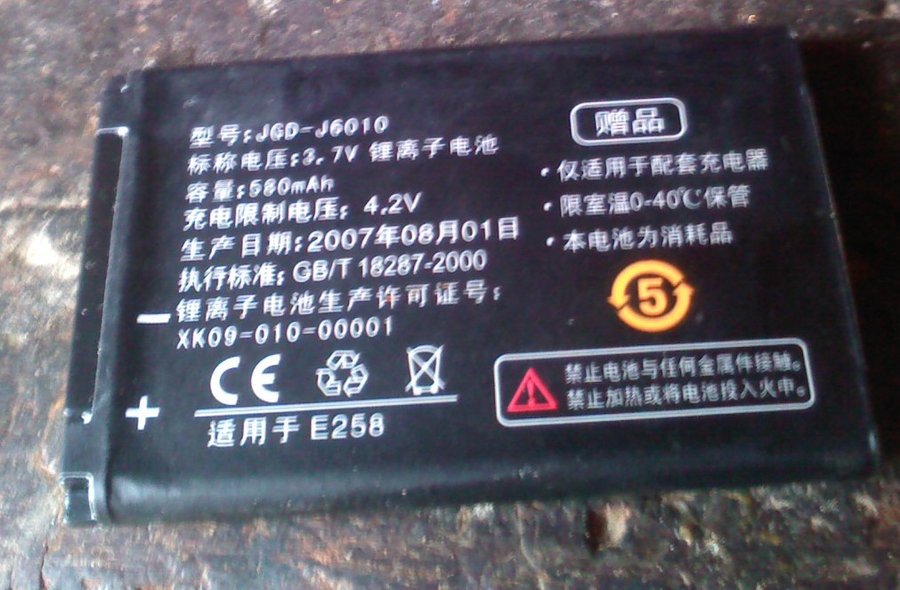 型号:JGD-J6010
标称电压:3.7V 锂离子电池
容量:580mAh
充电限制电压: 4.2V
生产日期:2007年08月01日
执行标准: GB/T 18287-2000
锂离子电池生产许可证号:
XK09-010-00001
CE
适用于 E258
赠品
·仅适用于配套充电器
·限室温0-40℃保管
·本电池为消耗品
5
禁止电池与任何金属件接触。
禁止加热或将电池投入火中。